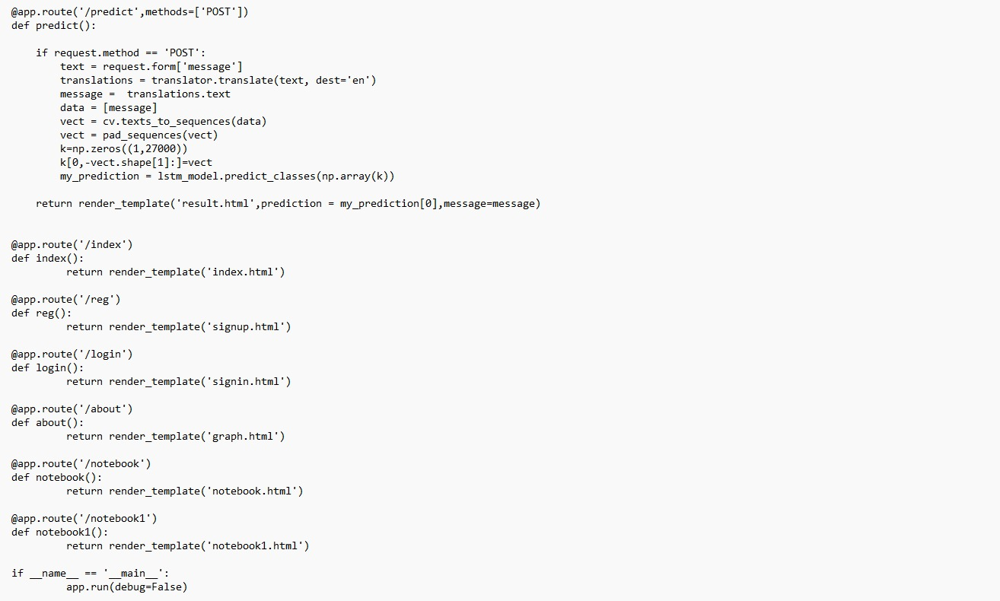 @app.route('/predict',methods=['POST'])
def predict():
    if request.method == 'POST':
        text = request.form['message']
        translations = translator.translate(text, dest='en')
        message =  translations.text
        data = [message]
        vect = cv.texts_to_sequences(data)
        vect = pad_sequences(vect)
        k=np.zeros((1,27000))
        k[0,-vect.shape[1]:]=vect
        my_prediction = lstm_model.predict_classes(np.array(k))
    return render_template('result.html',prediction = my_prediction[0],message=message)
@app.route('/index')
def index():
         return render_template('index.html')
@app.route('/reg')
def reg():
         return render_template('signup.html')
@app.route('/login')
def login():
         return render_template('signin.html')
@app.route('/about')
def about():
         return render_template('graph.html')
@app.route('/notebook')
def notebook():
         return render_template('notebook.html')
@app.route('/notebook1')
def notebook1():
         return render_template('notebook1.html')
if __name__ == '__main__':
         app.run(debug=False)